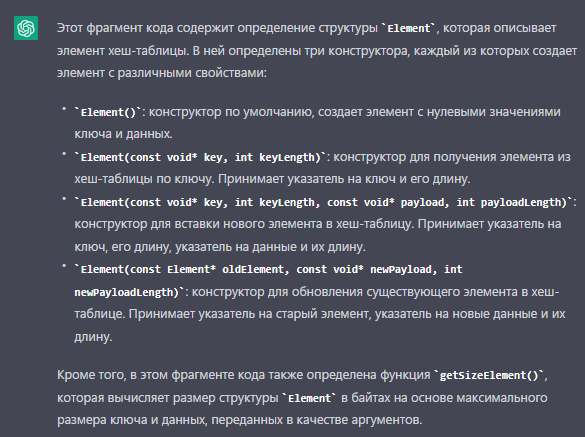 Этот фрагмент кода содержит определение структуры `Element`, которая описывает
элемент хеш-таблицы. В ней определены три конструктора, каждый из которых создает
элемент с различными свойствами:
• `Element()`: конструктор по умолчанию, создает элемент с нулевыми значениями
ключа и данных.
• `Element(const void* key, int keyLength)`: конструктор для получения элемента из
хеш-таблицы по ключу. Принимает указатель на ключ и его длину.
• `Element(const void* key, int keyLength, const void* payload, int payloadLength)`:
конструктор для вставки нового элемента в хеш-таблицу. Принимает указатель на
ключ, его длину, указатель на данные и их длину.
• `Element(const Element* oldElement, const void* newPayload, int
newPayloadLength)`: конструктор для обновления существующего элемента в хеш-
таблице. Принимает указатель на старый элемент, указатель на новые данные и их
длину.
Кроме того, в этом фрагменте кода также определена функция `getSizeElement()`,
которая вычисляет размер структуры `Element` в байтах на основе максимального
размера ключа и данных, переданных в качестве аргументов.